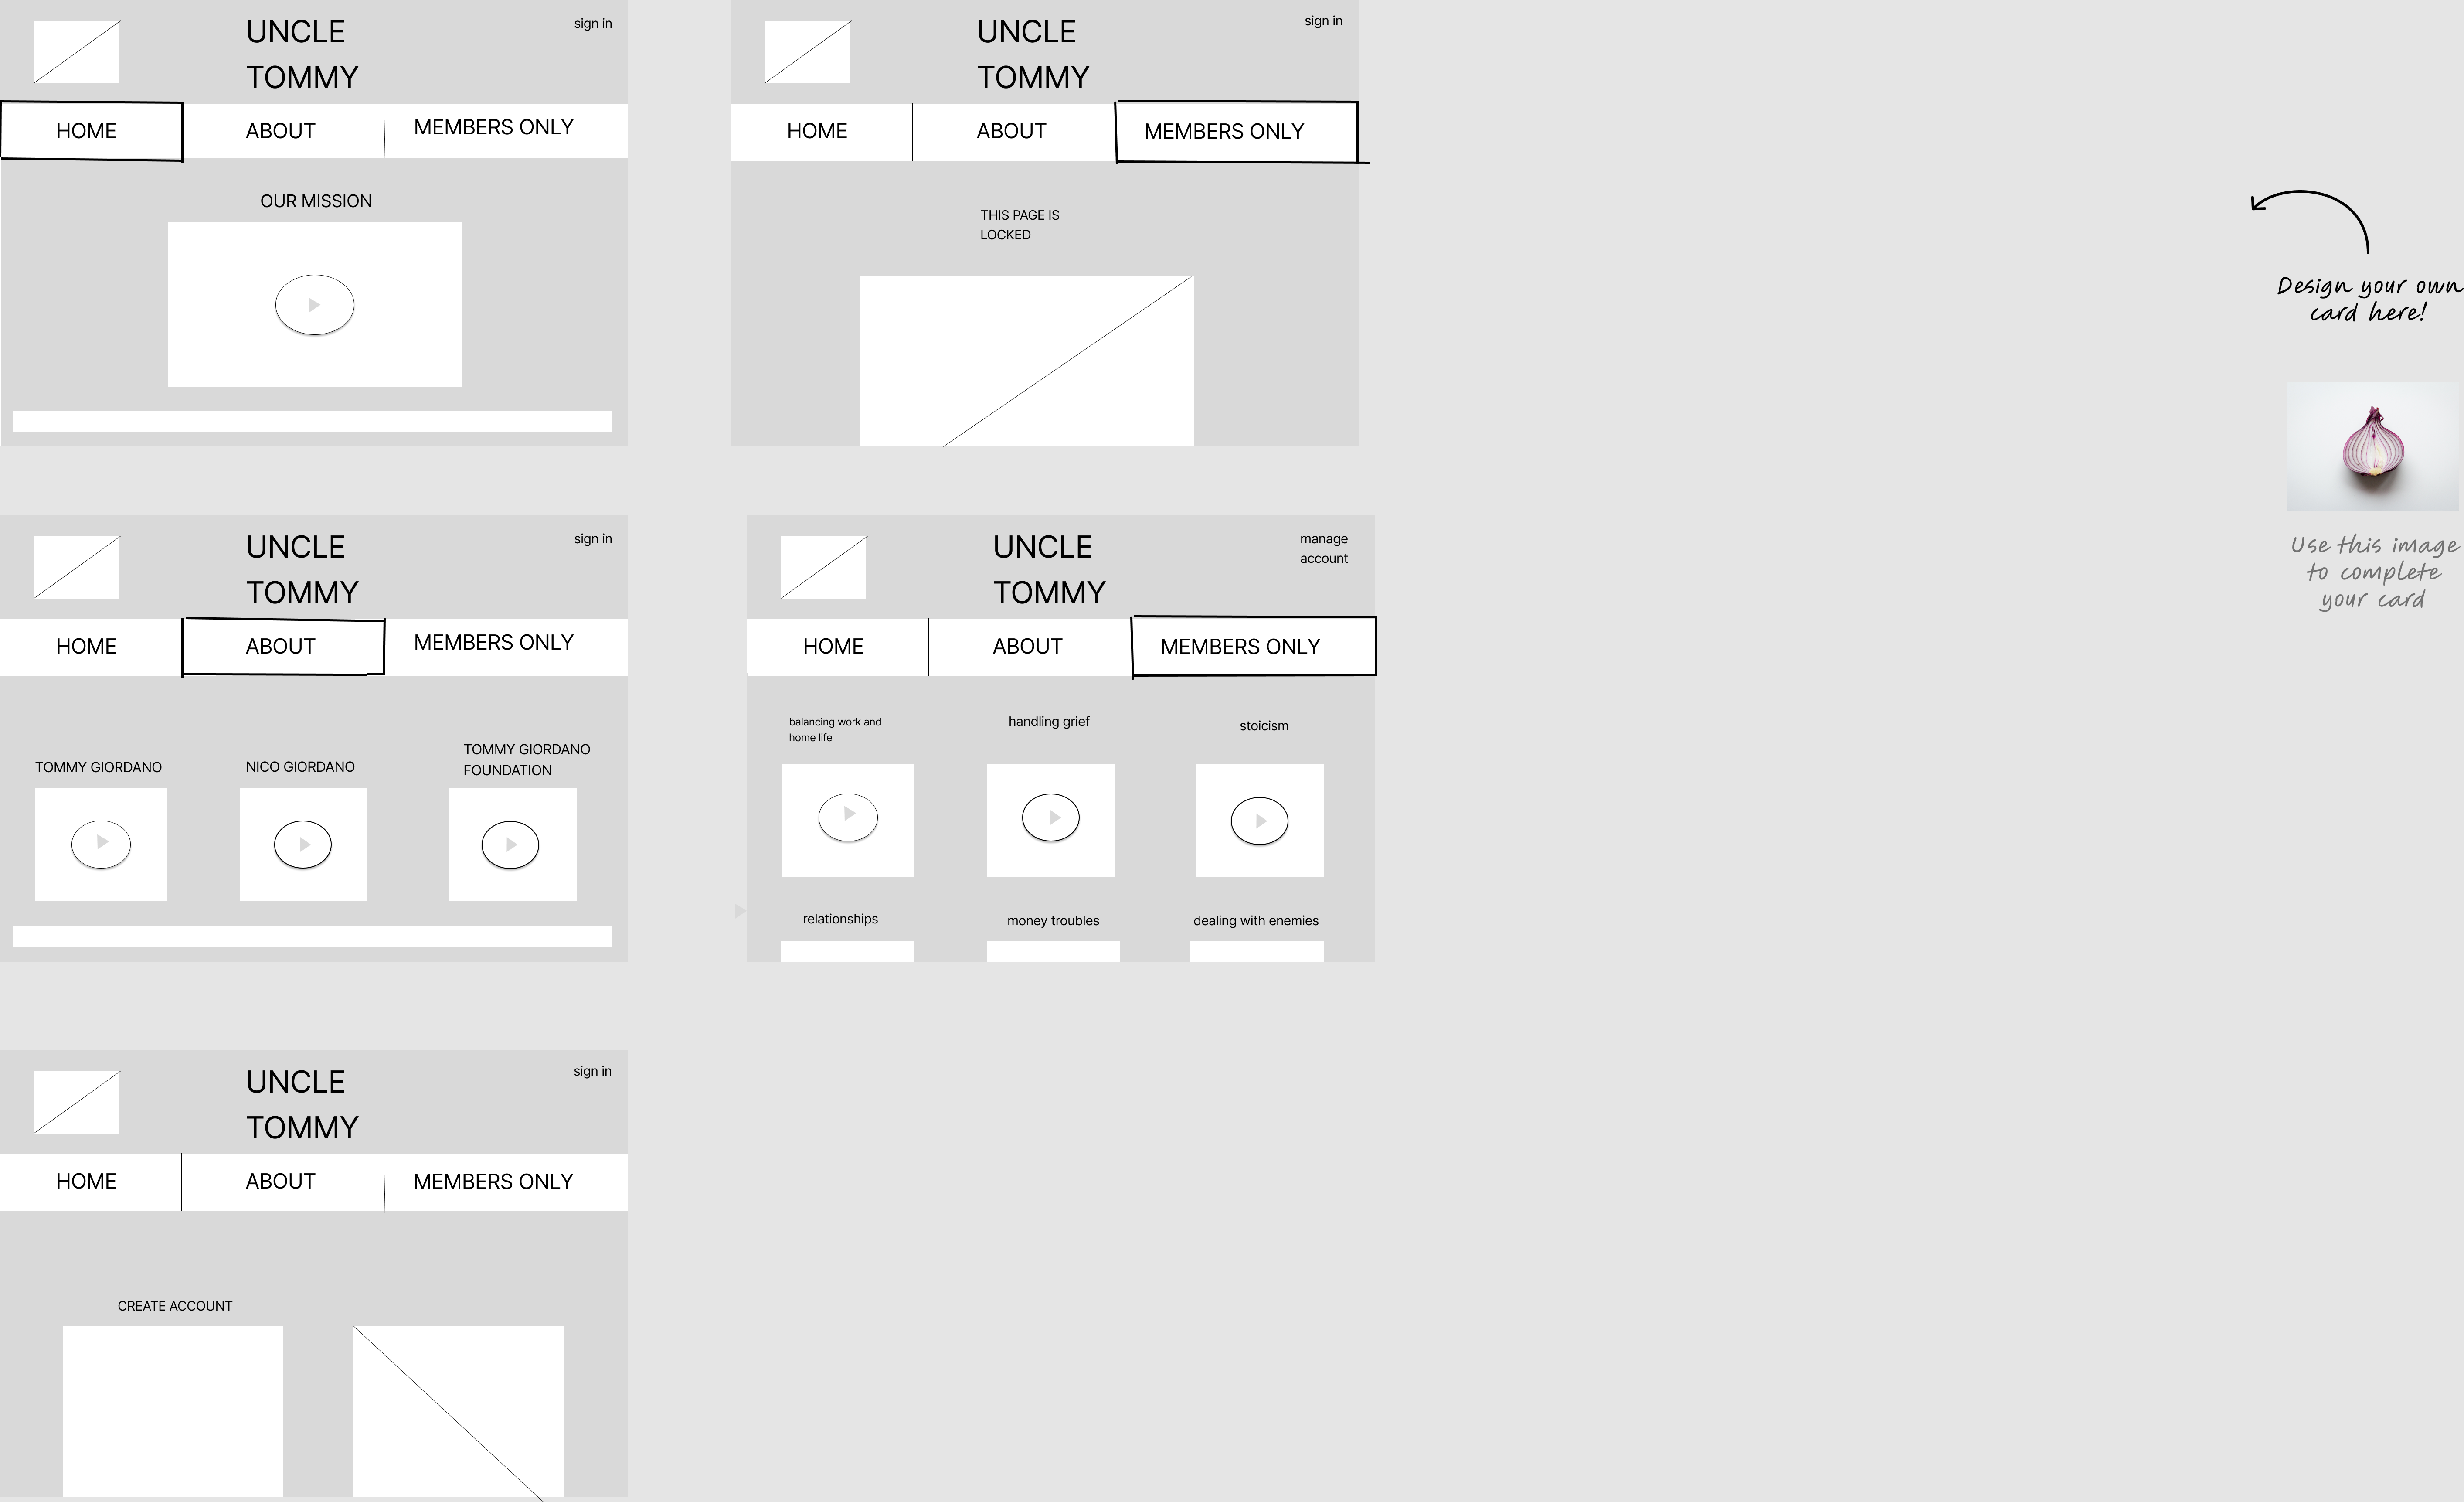 UNCLE
TOMMY
sign in
HOME
ABOUT
MEMBERS ONLY
OUR MISSION
UNCLE
TOMMY
sign in
HOME
ABOUT
MEMBERS ONLY
THIS PAGE IS
LOCKED
Design your own
card here!
Use this image
to complete
your card
UNCLE
TOMMY
sign in
HOME
ABOUT
MEMBERS ONLY
TOMMY GIORDANO
NICO GIORDANO
TOMMY GIORDANO
FOUNDATION
UNCLE
TOMMY
manage
account
HOME
ABOUT
MEMBERS ONLY
balancing work and
home life
handling grief
stoicism
relationships
money troubles
dealing with enemies
UNCLE
TOMMY
sign in
HOME
ABOUT
MEMBERS ONLY
CREATE ACCOUNT